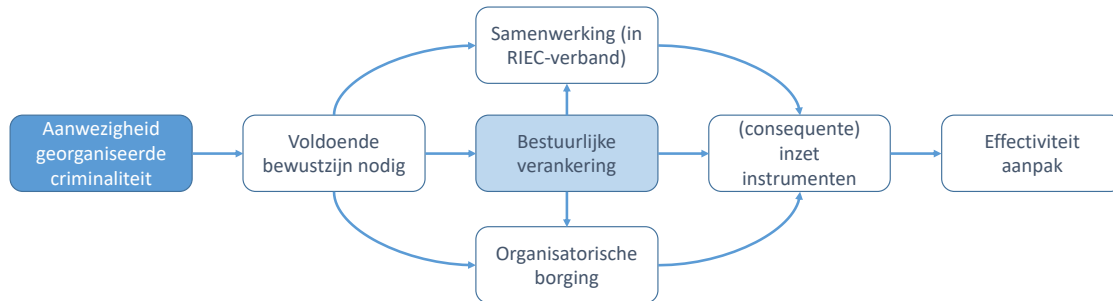 Samenwerking (in
RIEC-verband)
Aanwezigheid
georganiseerde
criminaliteit
Voldoende
bewustzijn nodig
Bestuurlijke
verankering
(consequente)
inzet
instrumenten
Effectiviteit
aanpak
Organisatorische
borging